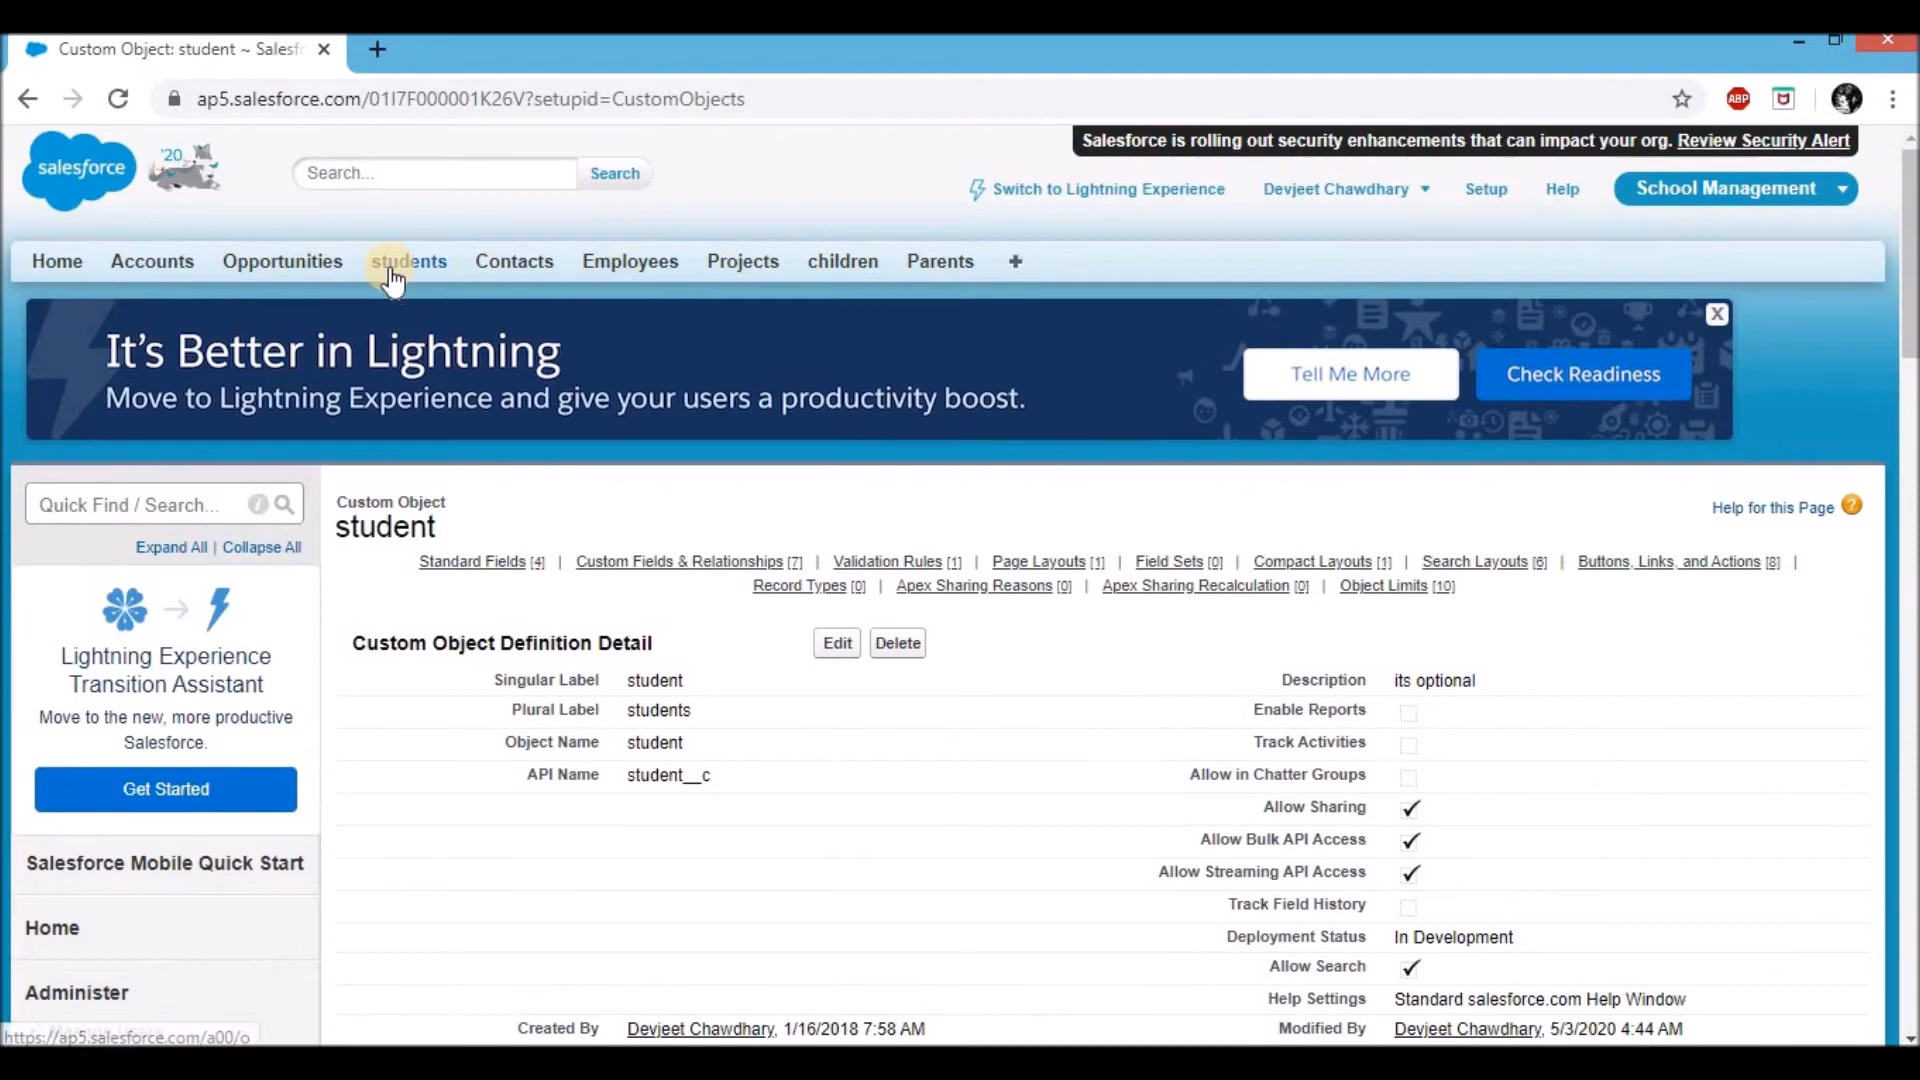 Custom Object: student ~ Salesf
ap5.salesforce.com/01I7F000001K26V?setupid=CustomObjects
ABP
Salesforce is rolling out security enhancements that can impact your org. Review Security Alert
salesforce
'20
Search...
Search
Switch to Lightning Experience
Devjeet Chawdhary
Setup
Help
School Management
Home
Accounts
Opportunities
students
Contacts
Employees
Projects
children
Parents
+
It's Better in Lightning
Move to Lightning Experience and give your users a productivity boost.
Tell Me More
Check Readiness
X
Quick Find / Search...
Expand All | Collapse All
Lightning Experience
Transition Assistant
Move to the new, more productive
Salesforce.
Get Started
Salesforce Mobile Quick Start
Home
Administer
https://ap5.salesforce.com/a00/o
Custom Object
student
Help for this Page
Standard Fields [4] | Custom Fields & Relationships [7] | Validation Rules [1] | Page Layouts [1] | Field Sets [0] | Compact Layouts [1] | Search Layouts [6] | Buttons, Links, and Actions [8] |
Record Types [0] | Apex Sharing Reasons [0] | Apex Sharing Recalculation [0] | Object Limits [10]
Custom Object Definition Detail
Edit
Delete
Singular Label student
Description its optional
Plural Label students
Enable Reports
Object Name student
Track Activities
API Name student__c
Allow in Chatter Groups
Allow Sharing
Allow Bulk API Access
Allow Streaming API Access
Track Field History
Deployment Status In Development
Allow Search
Help Settings Standard salesforce.com Help Window
Created By Devjeet Chawdhary, 1/16/2018 7:58 AM
Modified By Devjeet Chawdhary, 5/3/2020 4:44 AM